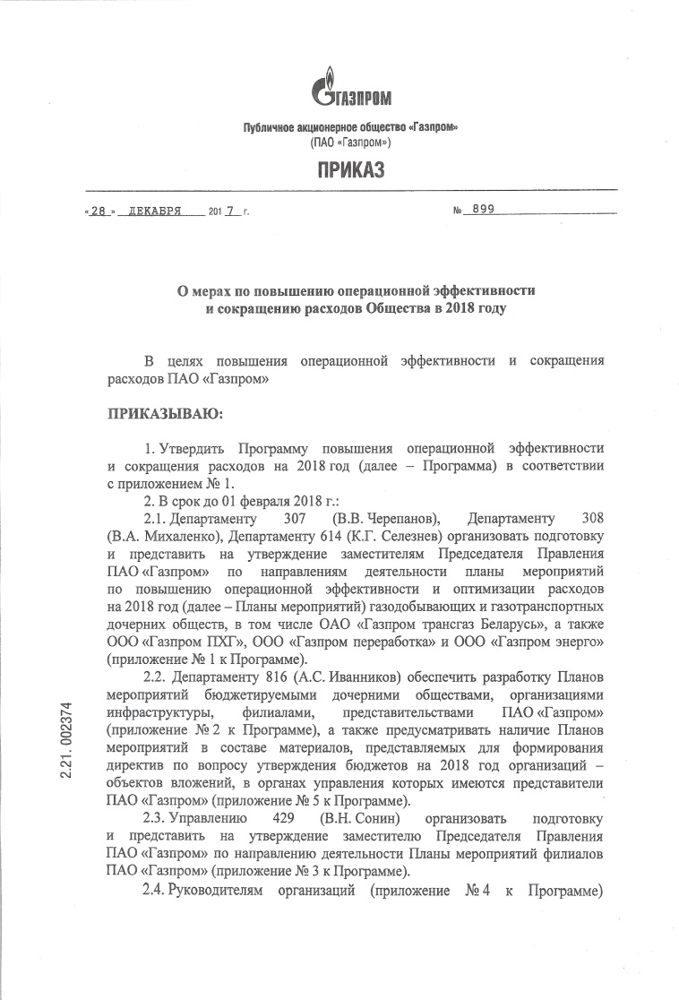 ГАЗПРОМ
Публичное акционерное общество «Газпром»
(ПАО «Газпром»)
ПРИКАЗ
«28» ДЕКАБРЯ 2017 г.
№ 899
О мерах по повышению операционной эффективности
и сокращению расходов Общества в 2018 году
В целях повышения операционной эффективности и сокращения
расходов ПАО «Газпром»
ПРИКАЗЫВАЮ:
1. Утвердить Программу повышения операционной эффективности
и сокращения расходов на 2018 год (далее – Программа) в соответствии
с приложением № 1.
2. В срок до 01 февраля 2018 г.:
2.1. Департаменту 307 (В.В. Черепанов), Департаменту 308
(В.А. Михаленко), Департаменту 614 (К.Г. Селезнев) организовать подготовку
и представить на утверждение заместителям Председателя Правления
ПАО «Газпром» по направлениям деятельности планы мероприятий
по повышению операционной эффективности и оптимизации расходов
на 2018 год (далее – Планы мероприятий) газодобывающих и газотранспортных
дочерних обществ, в том числе ОАО «Газпром трансгаз Беларусь», а также
ООО «Газпром ПХГ», ООО «Газпром переработка» и ООО «Газпром энерго»
(приложение № 1 к Программе).
2.2. Департаменту 816 (А.С. Иванников) обеспечить разработку Планов
мероприятий бюджетируемыми дочерними обществами, организациями
инфраструктуры, филиалами, представительствами ПАО «Газпром»
(приложение № 2 к Программе), а также предусматривать наличие Планов
мероприятий в составе материалов, представляемых для формирования
директив по вопросу утверждения бюджетов на 2018 год организаций –
объектов вложений, в органах управления которых имеются представители
ПАО «Газпром» (приложение № 5 к Программе).
2.3. Управлению 429 (В.Н. Сонин) организовать подготовку
и представить на утверждение заместителю Председателя Правления
ПАО «Газпром» по направлению деятельности Планы мероприятий филиалов
ПАО «Газпром» (приложение № 3 к Программе).
2.4. Руководителям организаций (приложение № 4 к Программе)
2.21. 002374